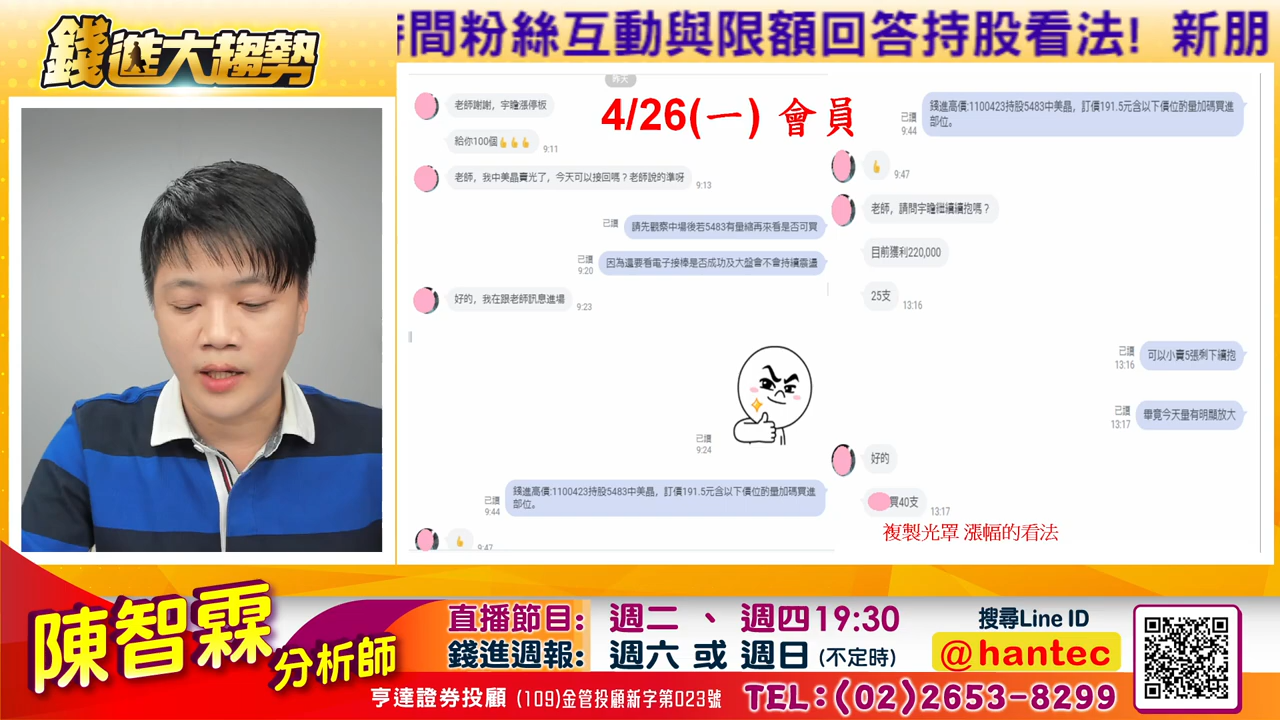 錢進大趨勢
時間粉絲互動與限額回答持股看法! 新朋
昨天
4/26(一) 會員
老師謝謝，宇瞻漲停板
給你100個👍👍👍
9:11
老師，我中美晶賣光了，今天可以接回嗎？老師說的準呀
9:13
已讀
請先觀察中場後若5483有量縮再來看是否可買
已讀
9:20
因為這要看電子接棒是否成功及大盤會不會持續震盪
好的，我在跟老師訊息進場
9:23
已讀
9:24
已讀
9:44
錢進高價:1100423持股5483中美晶，訂價191.5元含以下價位酌量加碼買進
部位。
👍
9:47
已讀
9:44
錢進高價:1100423持股5483中美晶，訂價191.5元含以下價位酌量加碼買進
部位。
👍
9:47
老師，請問宇瞻繼續續抱嗎？
目前獲利220,000
25支
13:16
已讀
13:16
可以小賣5張剩下續抱
已讀
13:17
畢竟今天量有明顯放大
好的
買40支
13:17
複製光罩 漲幅的看法
陳智霖
分析師
直播節目: 週二 、 週四19:30
錢進週報: 週六 或 週日 (不定時)
搜尋Line ID
@hantec
亨達證券投顧 (109)金管投顧新字第023號
TEL:(02)2653-8299